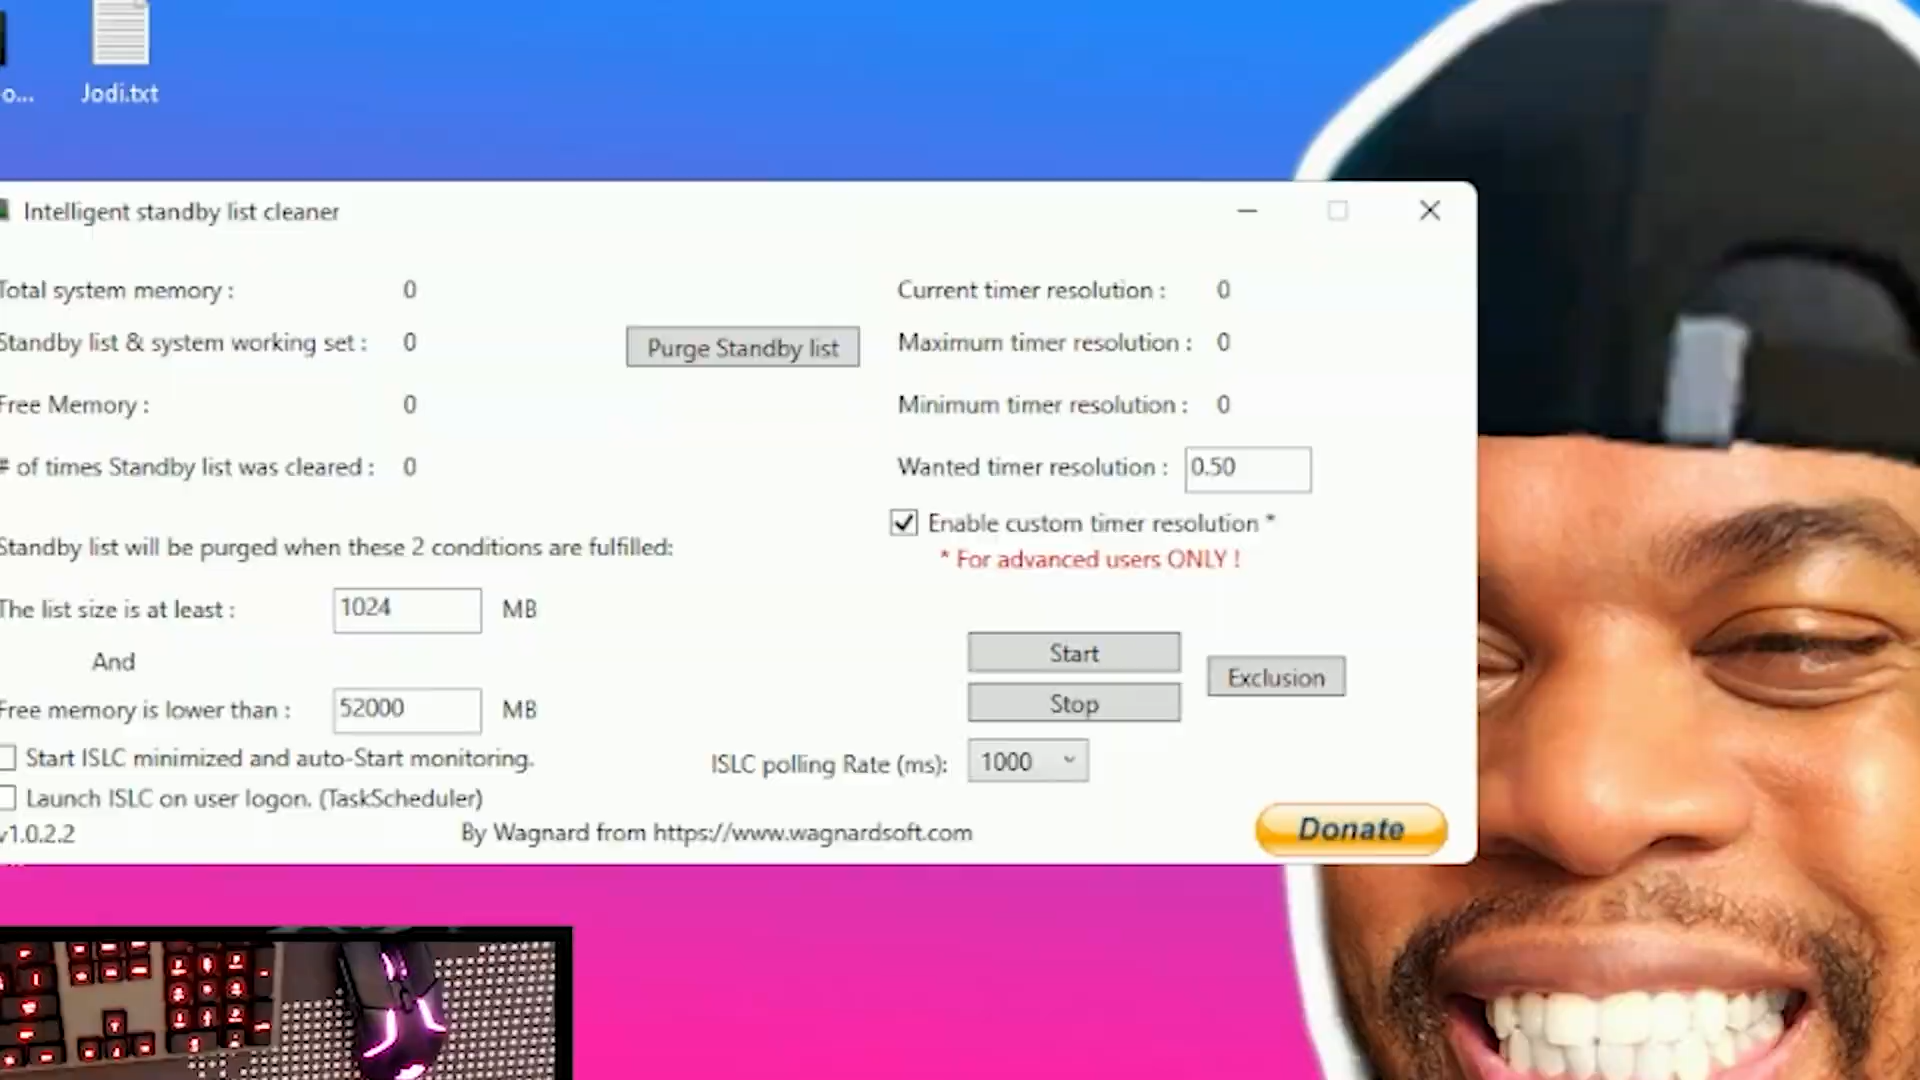 o...
Jodi.txt
Intelligent standby list cleaner
Total system memory : 0
Standby list & system working set : 0
Free Memory : 0
# of times Standby list was cleared : 0
Purge Standby list
Current timer resolution : 0
Maximum timer resolution : 0
Minimum timer resolution : 0
Wanted timer resolution : 0.50
Enable custom timer resolution *
* For advanced users ONLY !
Standby list will be purged when these 2 conditions are fulfilled:
The list size is at least : 1024 MB
And
Free memory is lower than : 52000 MB
Start
Stop
Exclusion
Start ISLC minimized and auto-Start monitoring.
Launch ISLC on user logon. (TaskScheduler)
ISLC polling Rate (ms): 1000
v1.0.2.2
By Wagnard from https://www.wagnardsoft.com
Donate